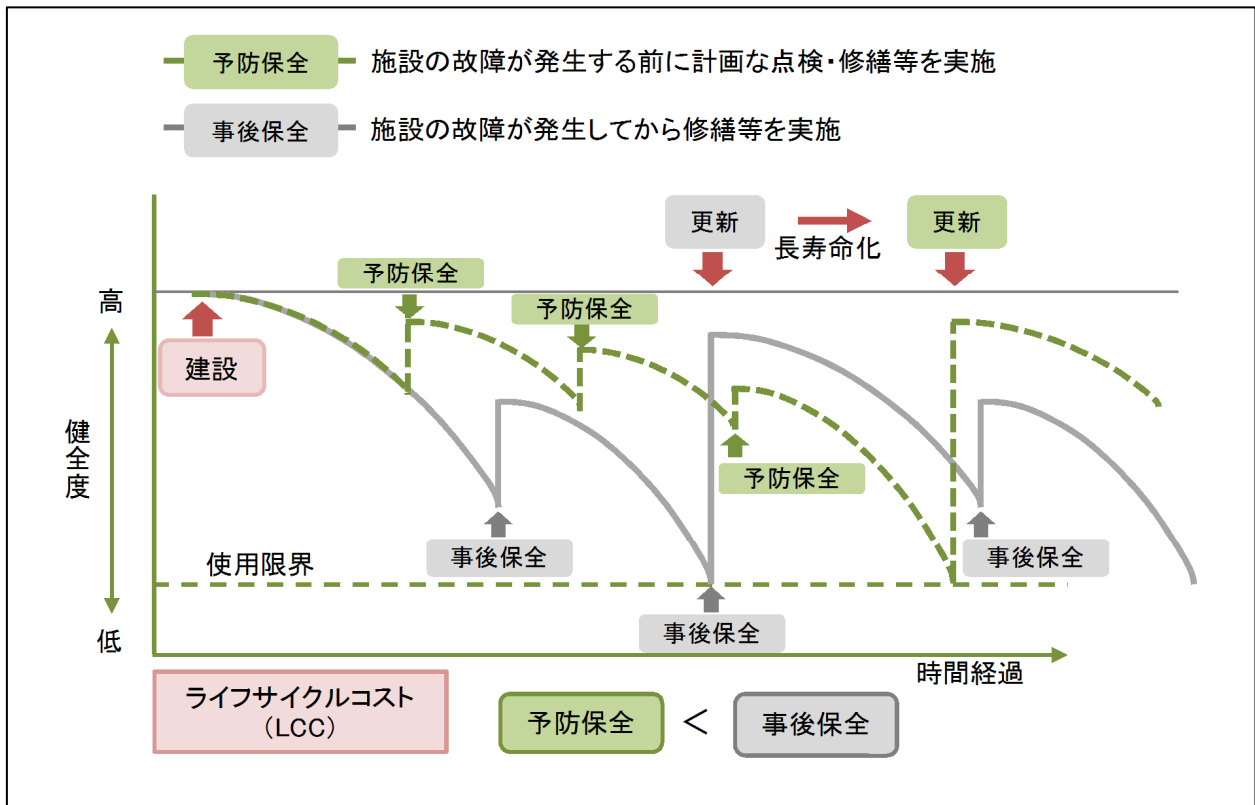 予防保全 施設の故障が発生する前に計画な点検・修繕等を実施
事後保全 施設の故障が発生してから修繕等を実施
更新
長寿命化
更新
予防保全
予防保全
高
建設
健全度
予防保全
事後保全
事後保全
使用限界
事後保全
低
時間経過
ライフサイクルコスト
（LCC）
予防保全 ＜ 事後保全